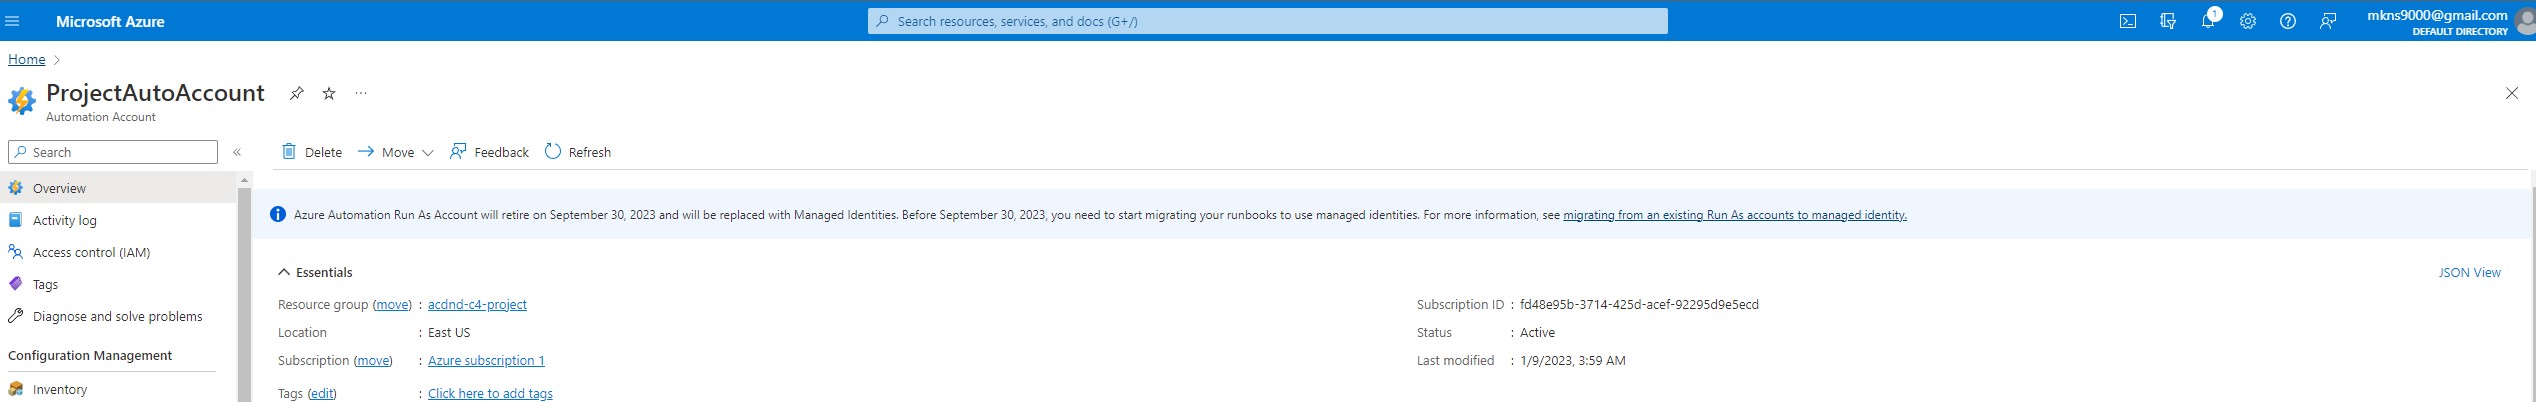 Microsoft Azure
Search resources, services, and docs (G+/)
1
mkns9000@gmail.com
DEFAULT DIRECTORY
Home
ProjectAutoAccount
Automation Account
Search
Delete Move Feedback Refresh
Overview
Activity log
Access control (IAM)
Tags
Diagnose and solve problems
Configuration Management
Inventory
Azure Automation Run As Account will retire on September 30, 2023 and will be replaced with Managed Identities. Before September 30, 2023, you need to start migrating your runbooks to use managed identities. For more information, see migrating from an existing Run As accounts to managed identity.
Essentials
JSON View
Resource group (move) : acdnd-c4-project
Location : East US
Subscription (move) : Azure subscription 1
Tags (edit) : Click here to add tags
Subscription ID : fd48e95b-3714-425d-acef-92295d9e5ecd
Status : Active
Last modified : 1/9/2023, 3:59 AM